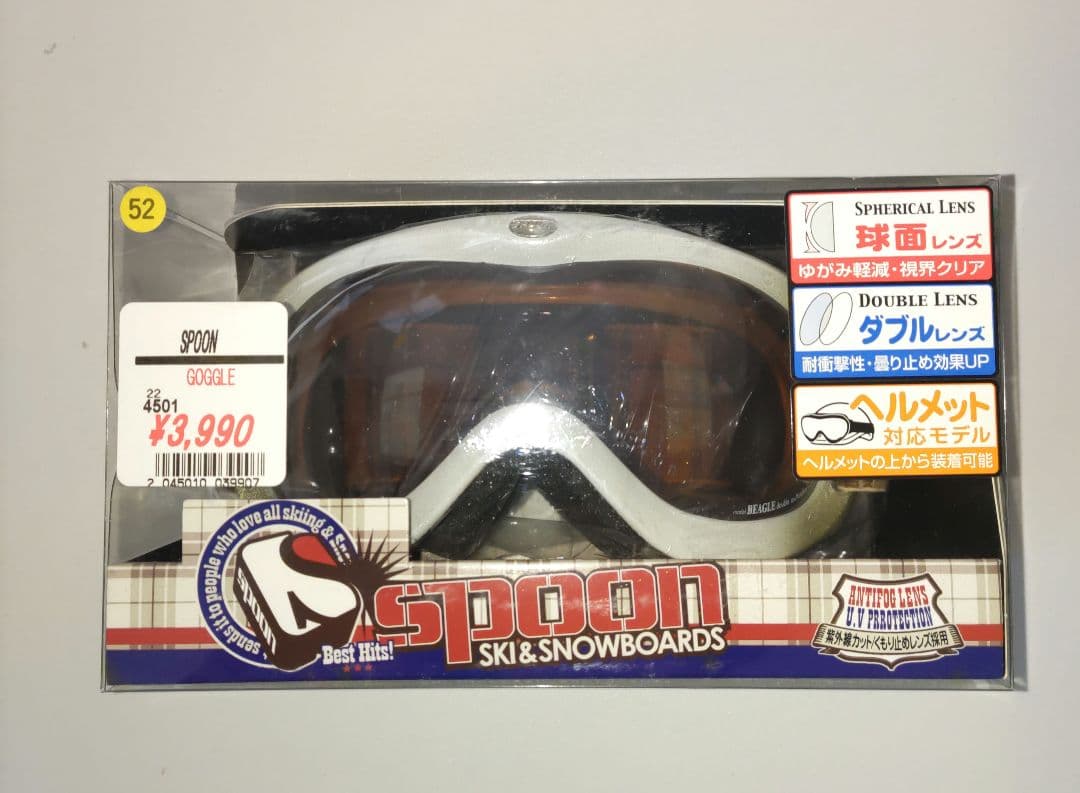 52
SPOON
GOGGLE
22
4501
¥3,990
2 045010 039907
SPHERICAL LENS
球面レンズ
ゆがみ軽減・視界クリア
DOUBLE LENS
ダブルレンズ
耐衝撃性・曇り止め効果UP
ヘルメット
対応モデル
ヘルメットの上から装着可能
model BEAGLE
sends it to people who love all skiing &
spoon
Best Hits!
spoon
SKI & SNOWBOARDS
ANTIFOG LENS
U.V PRROTECTION
紫外線カット/くもり止めレンズ採用